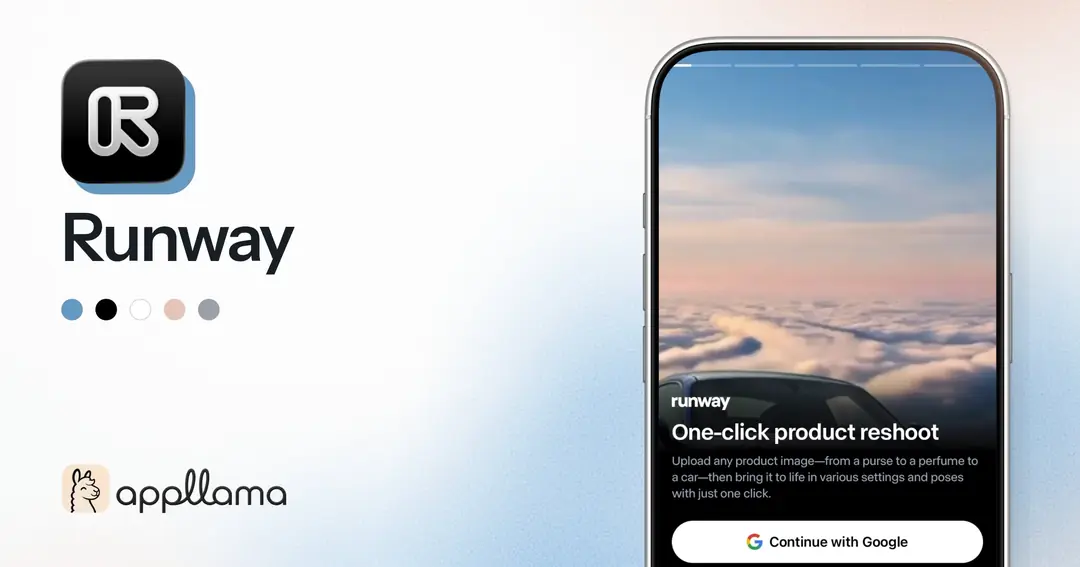 Runway
appllama
runway
One-click product reshoot
Upload any product image—from a purse to a perfume to
a car—then bring it to life in various settings and poses
with just one click.
Continue with Google